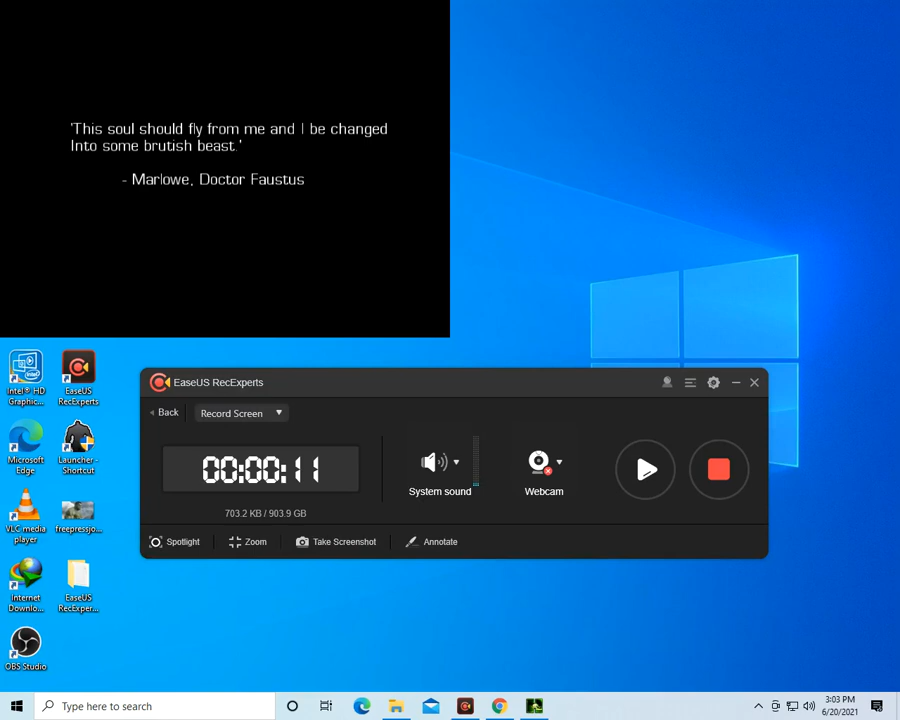 'This soul should fly from me and I be changed
Into some brutish beast.'
- Marlowe, Doctor Faustus
Intel® HD
Graphic...
EaseUS
RecExperts
Microsoft
Edge
Launcher -
Shortcut
VLC media
player
freepressjo...
Internet
Downlo...
EaseUS
RecExper...
OBS Studio
EaseUS RecExperts
Back
Record Screen
00:00:11
703.2 KB / 903.9 GB
System sound
Webcam
Spotlight
Zoom
Take Screenshot
Annotate
Type here to search
3:03 PM
6/20/2021